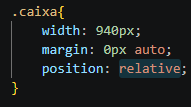 .caixa{
    width: 940px;
    margin: 0px auto;
    position: relative;
}